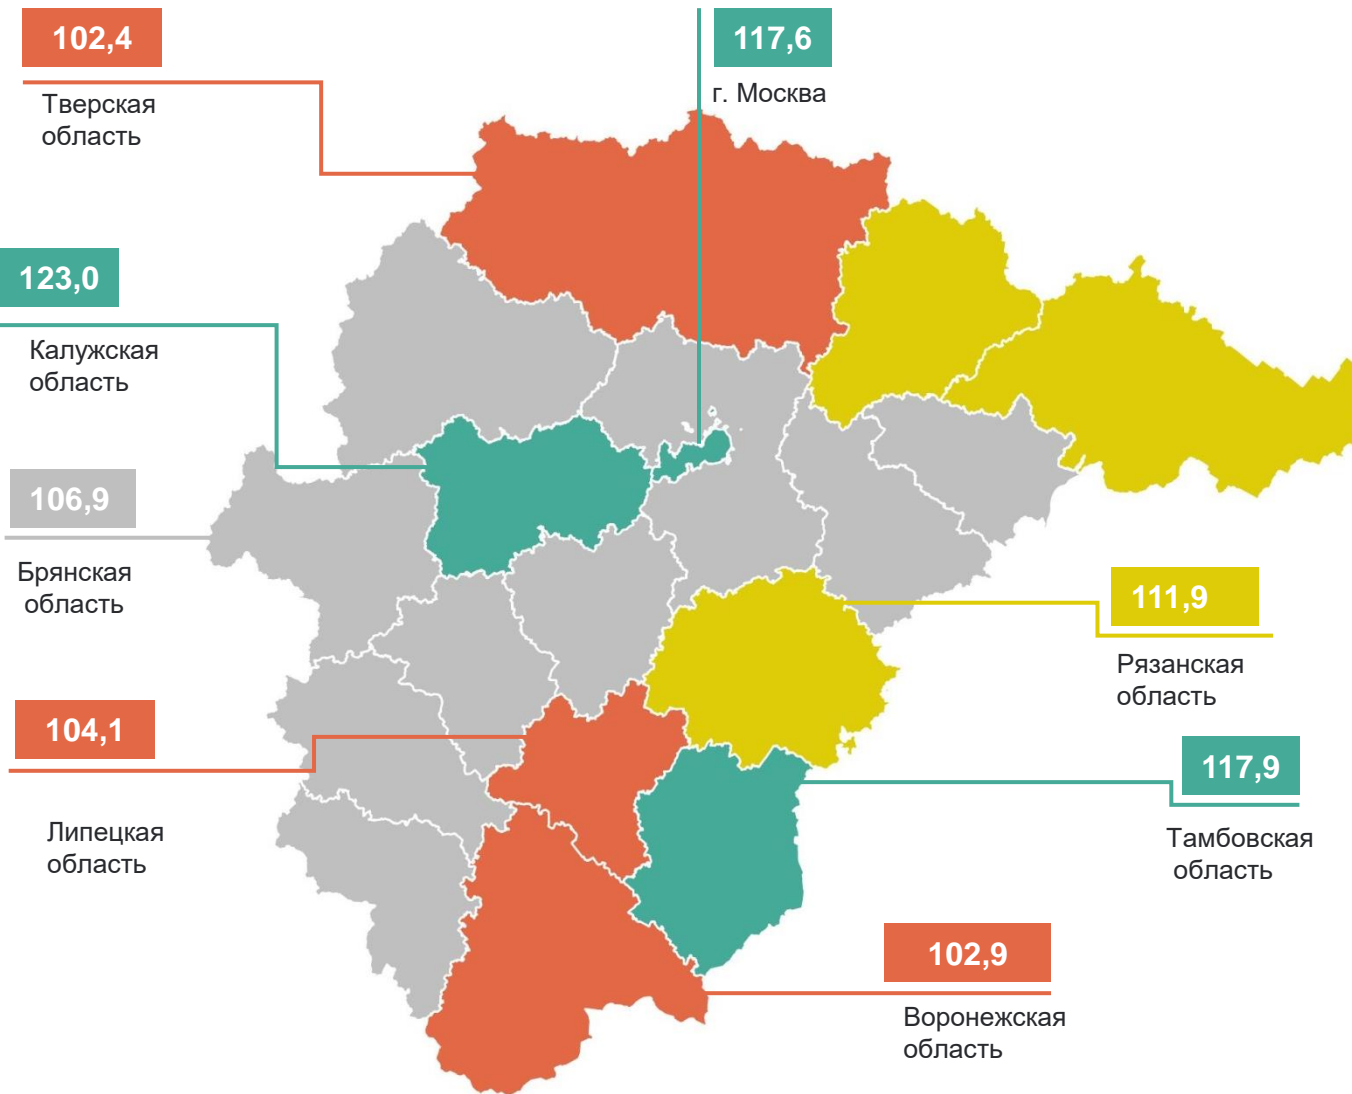 102,4
Тверская
область
117,6
г. Москва
123,0
Калужская
область
106,9
Брянская
область
111,9
Рязанская
область
104,1
Липецкая
область
117,9
Тамбовская
область
102,9
Воронежская
область